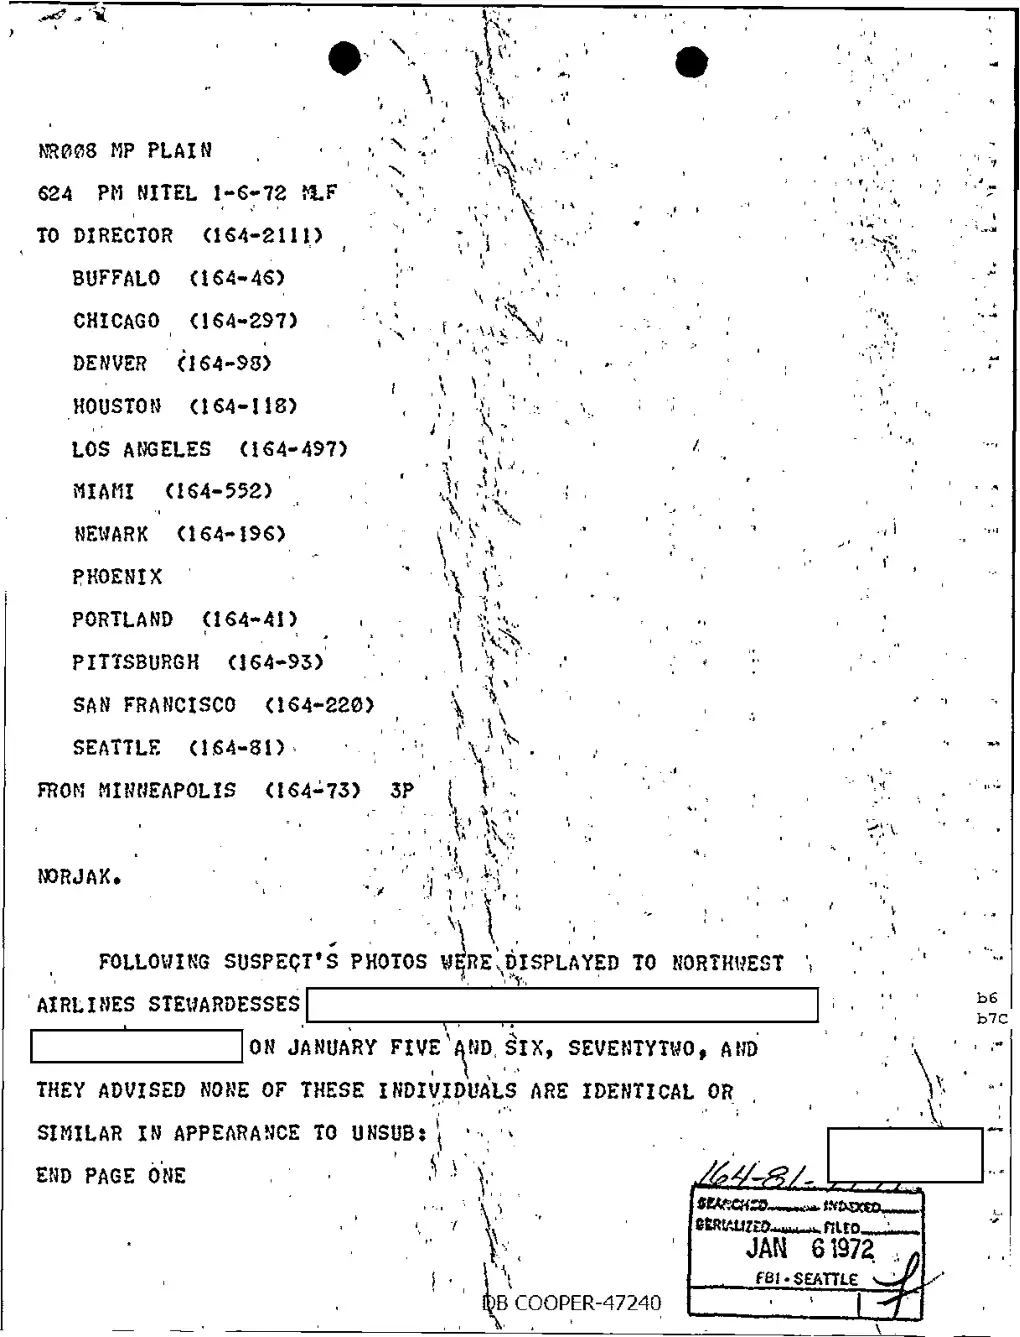 NR008 MP PLAIN
624 PM NITEL 1-6-72 MLF
TO DIRECTOR (164-2111)
BUFFALO (164-46)
CHICAGO (164-297)
DENVER (164-98)
HOUSTON (164-118)
LOS ANGELES (164-497)
MIAMI (164-552)
NEWARK (164-196)
PHOENIX
PORTLAND (164-41)
PITTSBURGH (164-93)
SAN FRANCISCO (164-220)
SEATTLE (164-81)
FROM MINNEAPOLIS (164-73) 3P
NORJAK.
FOLLOWING SUSPECT'S PHOTOS WERE DISPLAYED TO NORTHWEST
AIRLINES STEWARDESSES
b6
b7C
ON JANUARY FIVE AND SIX, SEVENTYTWO, AND
THEY ADVISED NONE OF THESE INDIVIDUALS ARE IDENTICAL OR
SIMILAR IN APPEARANCE TO UNSUB:
END PAGE ONE
164-81-
SEARCHED INDEXED
SERIALIZED FILED
JAN 6 1972
FBI - SEATTLE
DB COOPER-47240